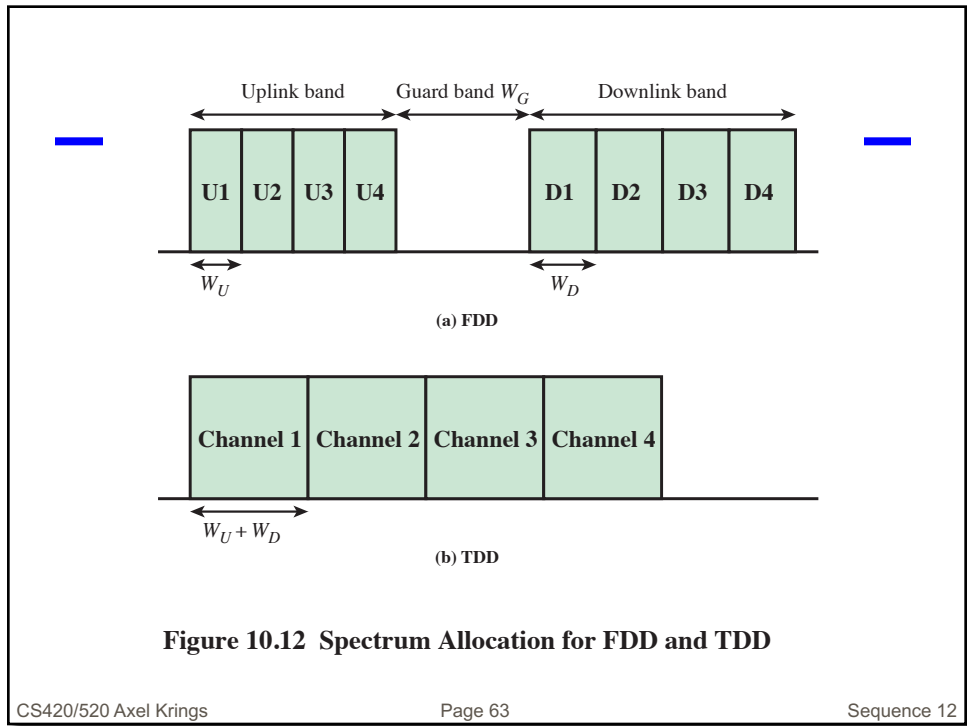 Uplink band Guard band W_G Downlink band
U1 U2 U3 U4 D1 D2 D3 D4
W_U W_D
(a) FDD
Channel 1 Channel 2 Channel 3 Channel 4
W_U + W_D
(b) TDD
Figure 10.12 Spectrum Allocation for FDD and TDD
CS420/520 Axel Krings Page 63 Sequence 12